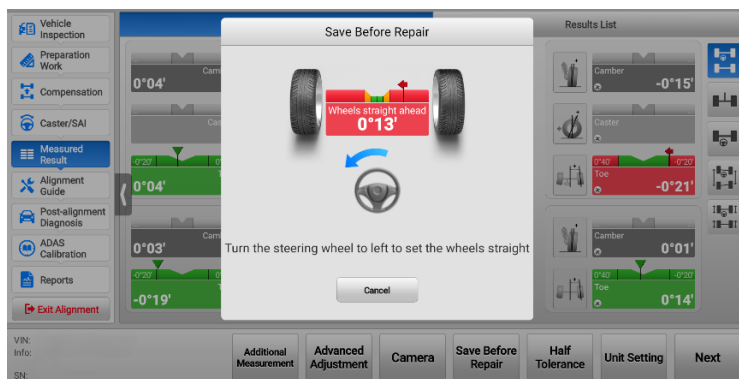 Vehicle
Inspection
Preparation
Work
Compensation
Caster/SAI
Measured
Result
Alignment
Guide
Post-alignment
Diagnosis
ADAS
Calibration
Reports
Exit Alignment
Results List
Save Before Repair
Wheels straight ahead
0°13'
Turn the steering wheel to left to set the wheels straight
Cancel
Cam
0°04'
Cas
-0°20'
0°04'
Cam
0°03'
-0°20'
-0°19'
Camber
-0°15'
Caster
0°40'
-0°20'
Toe
-0°21'
Camber
0°01'
0°40'
-0°20'
Toe
0°14'
VIN:
Info:
SN:
Additional
Measurement
Advanced
Adjustment
Camera
Save Before
Repair
Half
Tolerance
Unit Setting
Next